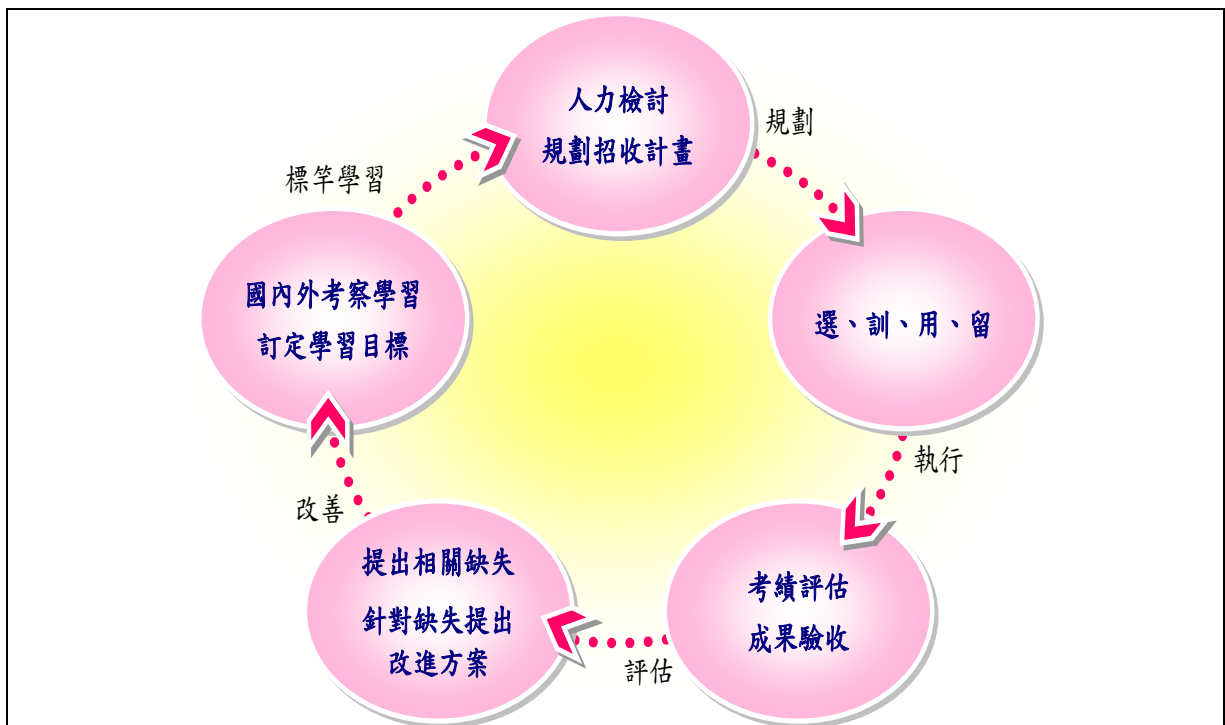 人力檢討
規劃招收計畫
規劃
選、訓、用、留
執行
考績評估
成果驗收
評估
提出相關缺失
針對缺失提出
改進方案
改善
國內外考察學習
訂定學習目標
標竿學習